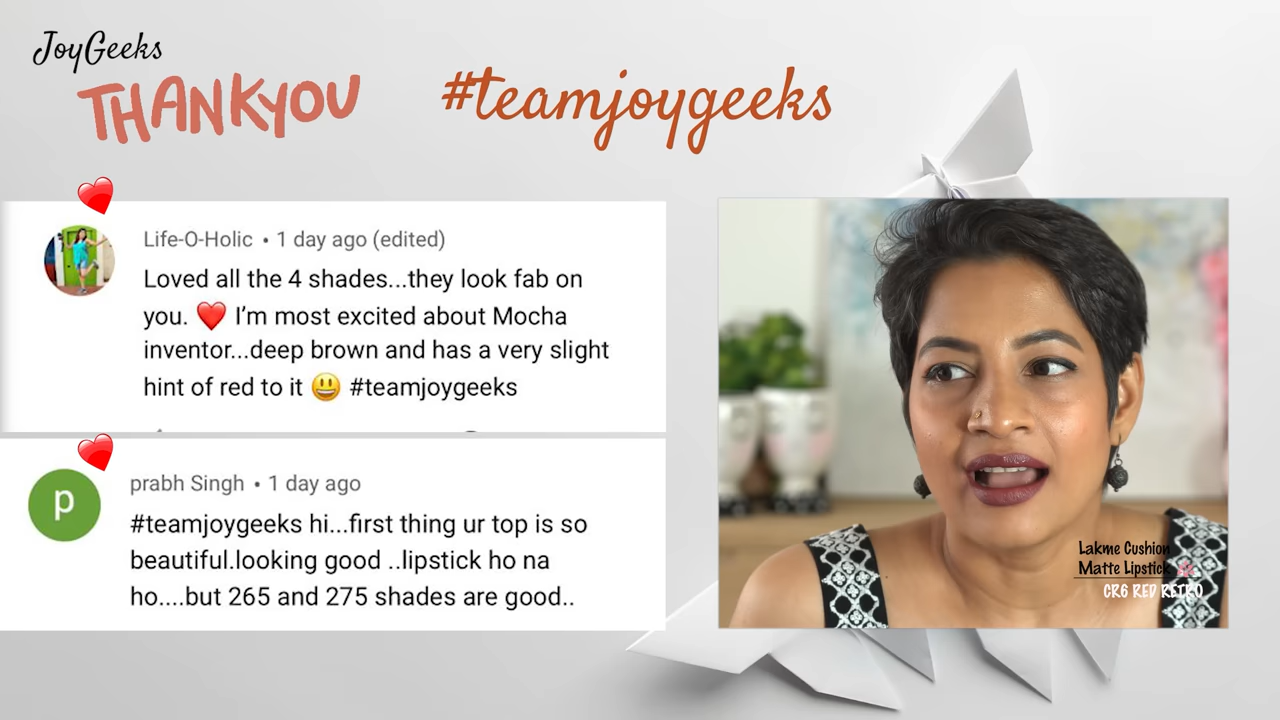 JoyGeeks
THANKYOU
#teamjoygeeks
Life-O-Holic • 1 day ago (edited)
Loved all the 4 shades...they look fab on
you. ❤️ I'm most excited about Mocha
inventor...deep brown and has a very slight
hint of red to it 😃 #teamjoygeeks
p
prabh Singh • 1 day ago
#teamjoygeeks hi...first thing ur top is so
beautiful.looking good ..lipstick ho na
ho....but 265 and 275 shades are good..
Lakme Cushion
Matte Lipstick
CR6 RED RETRO